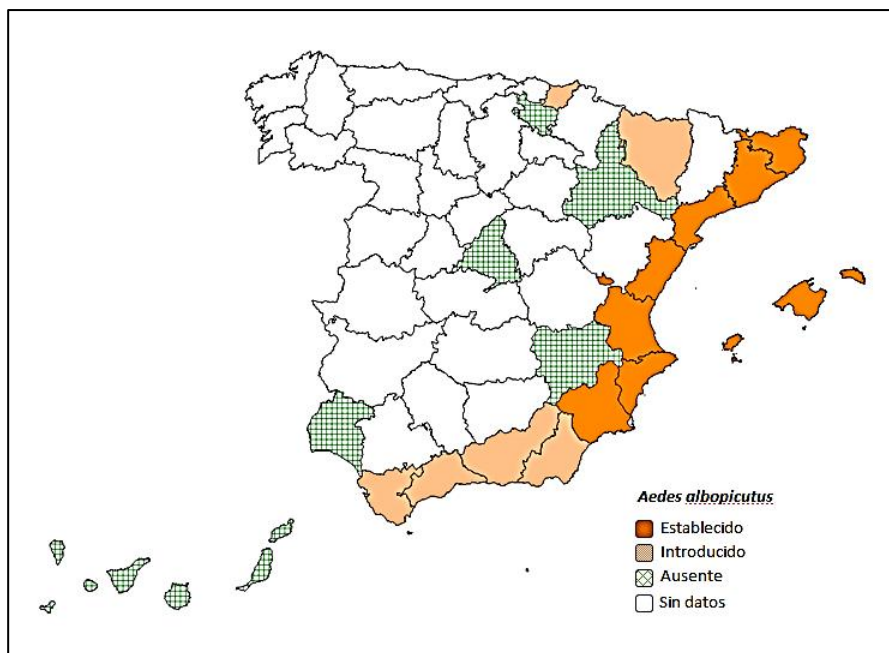 Aedes albopicutus
Establecido
Introducido
Ausente
Sin datos